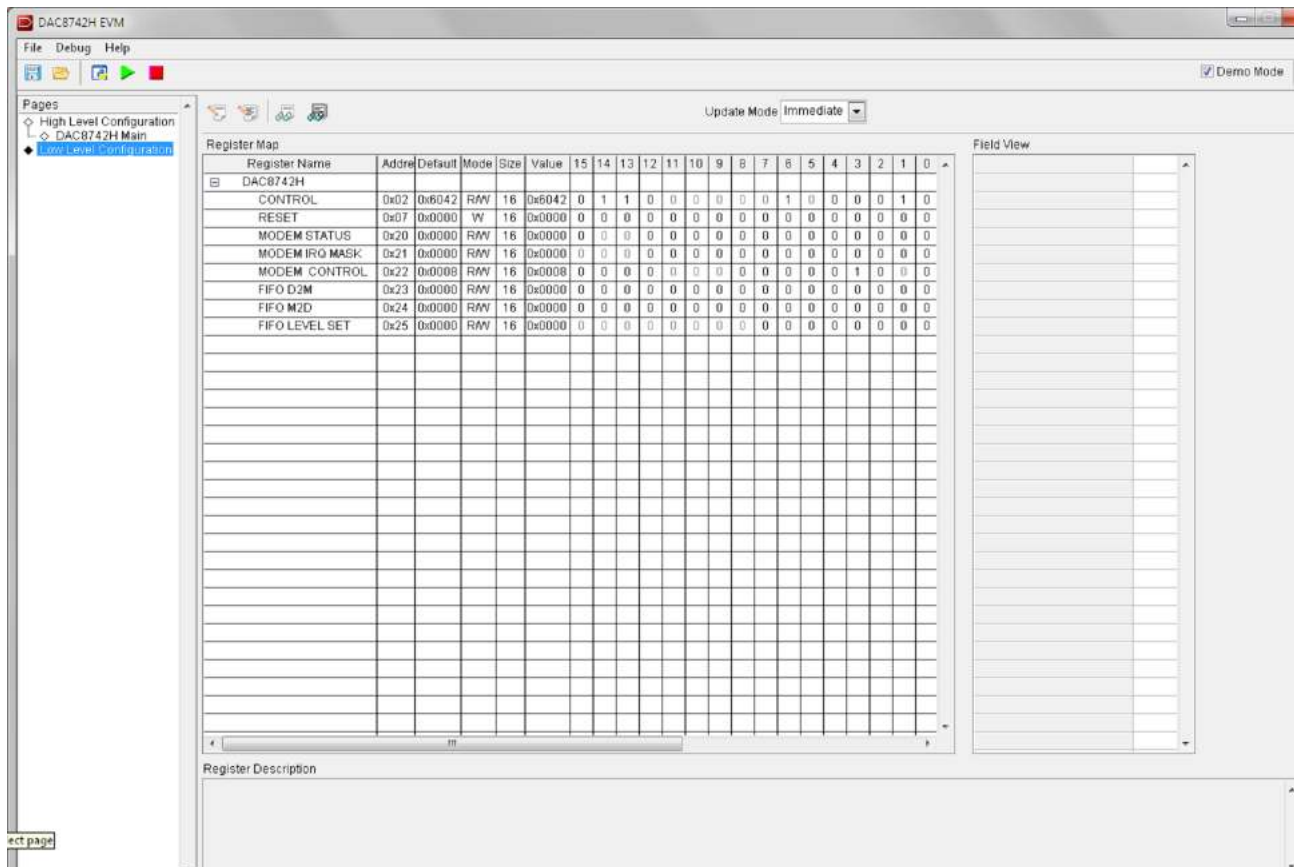 DAC8742H EVM
File Debug Help
Demo Mode
Pages
High Level Configuration
DAC8742H Main
Low Level Configuration
Update Mode Immediate
Register Map
Field View
Register Name Addre Default Mode Size Value 15 14 13 12 11 10 9 8 7 6 5 4 3 2 1 0
DAC8742H
CONTROL 0x02 0x6042 R/W 16 0x6042 0 1 1 0 0 0 0 0 0 1 0 0 0 0 1 0
RESET 0x07 0x0000 W 16 0x0000 0 0 0 0 0 0 0 0 0 0 0 0 0 0 0 0
MODEM STATUS 0x20 0x0000 R/W 16 0x0000 0 0 0 0 0 0 0 0 0 0 0 0 0 0 0 0
MODEM IRQ MASK 0x21 0x0000 R/W 16 0x0000 0 0 0 0 0 0 0 0 0 0 0 0 0 0 0 0
MODEM CONTROL 0x22 0x0008 R/W 16 0x0008 0 0 0 0 0 0 0 0 0 0 0 0 1 0 0 0
FIFO D2M 0x23 0x0000 R/W 16 0x0000 0 0 0 0 0 0 0 0 0 0 0 0 0 0 0 0
FIFO M2D 0x24 0x0000 R/W 16 0x0000 0 0 0 0 0 0 0 0 0 0 0 0 0 0 0 0
FIFO LEVEL SET 0x25 0x0000 R/W 16 0x0000 0 0 0 0 0 0 0 0 0 0 0 0 0 0 0 0
Register Description
ect page